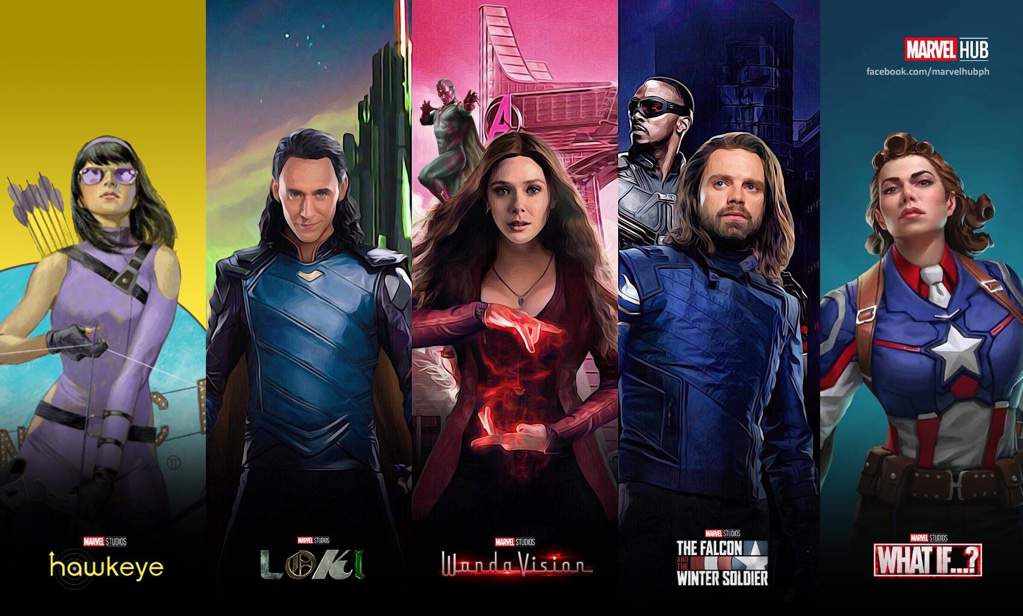 MARVEL HUB
facebook.com/marvelhubph
A
MARVEL STUDIOS
hawkeye
MARVEL STUDIOS
LOKI
MARVEL STUDIOS
WandaVision
MARVEL STUDIOS
THE FALCON
AND THE
WINTER SOLDIER
MARVEL STUDIOS
WHAT IF...?